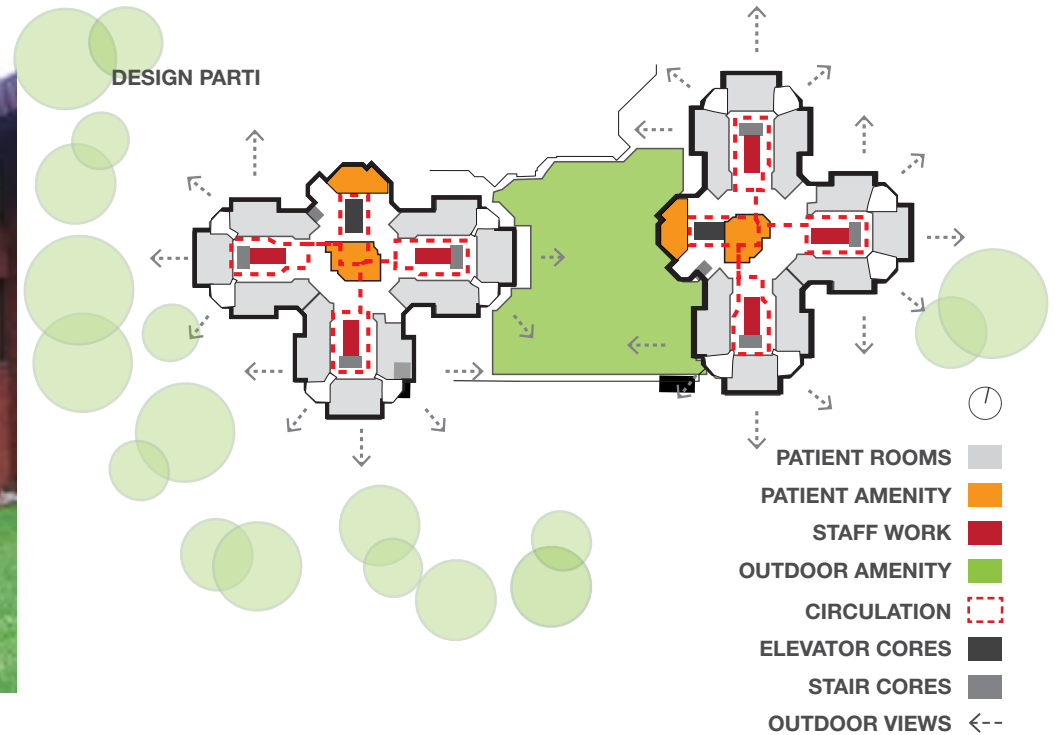 DESIGN PARTI
PATIENT ROOMS
PATIENT AMENITY
STAFF WORK
OUTDOOR AMENITY
CIRCULATION
ELEVATOR CORES
STAIR CORES
OUTDOOR VIEWS